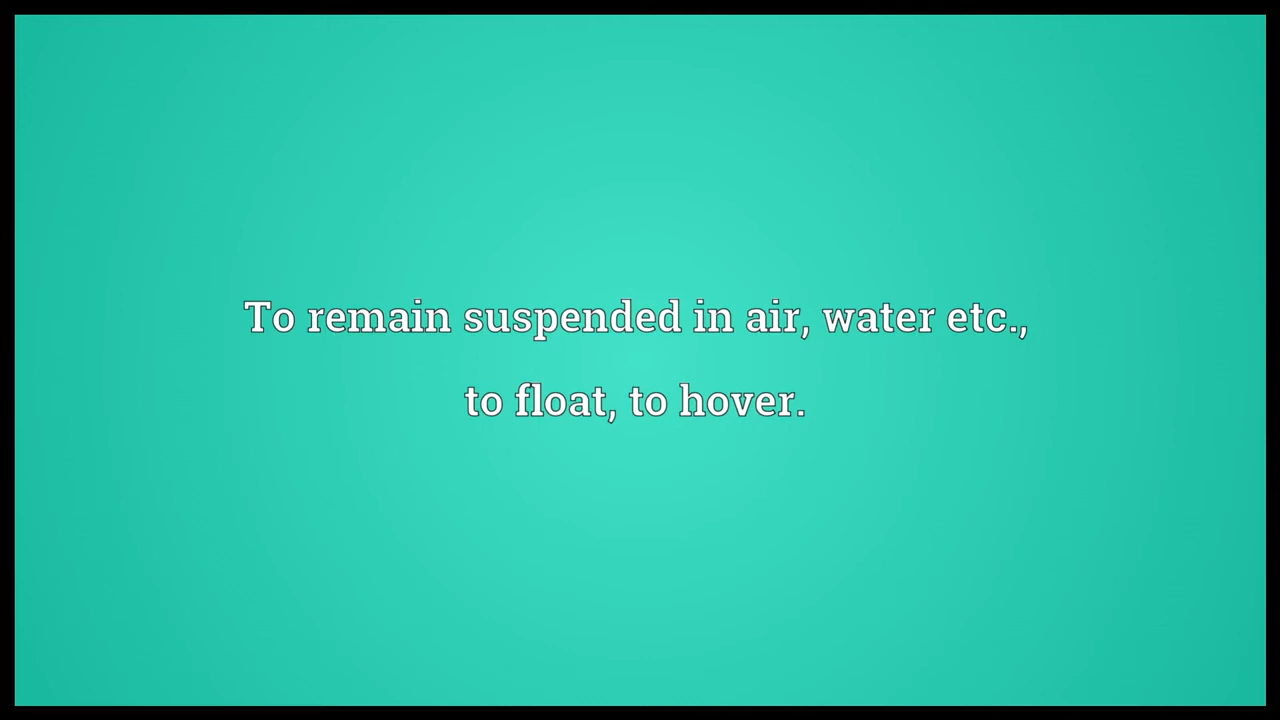 To remain suspended in air, water etc.,
to float, to hover.